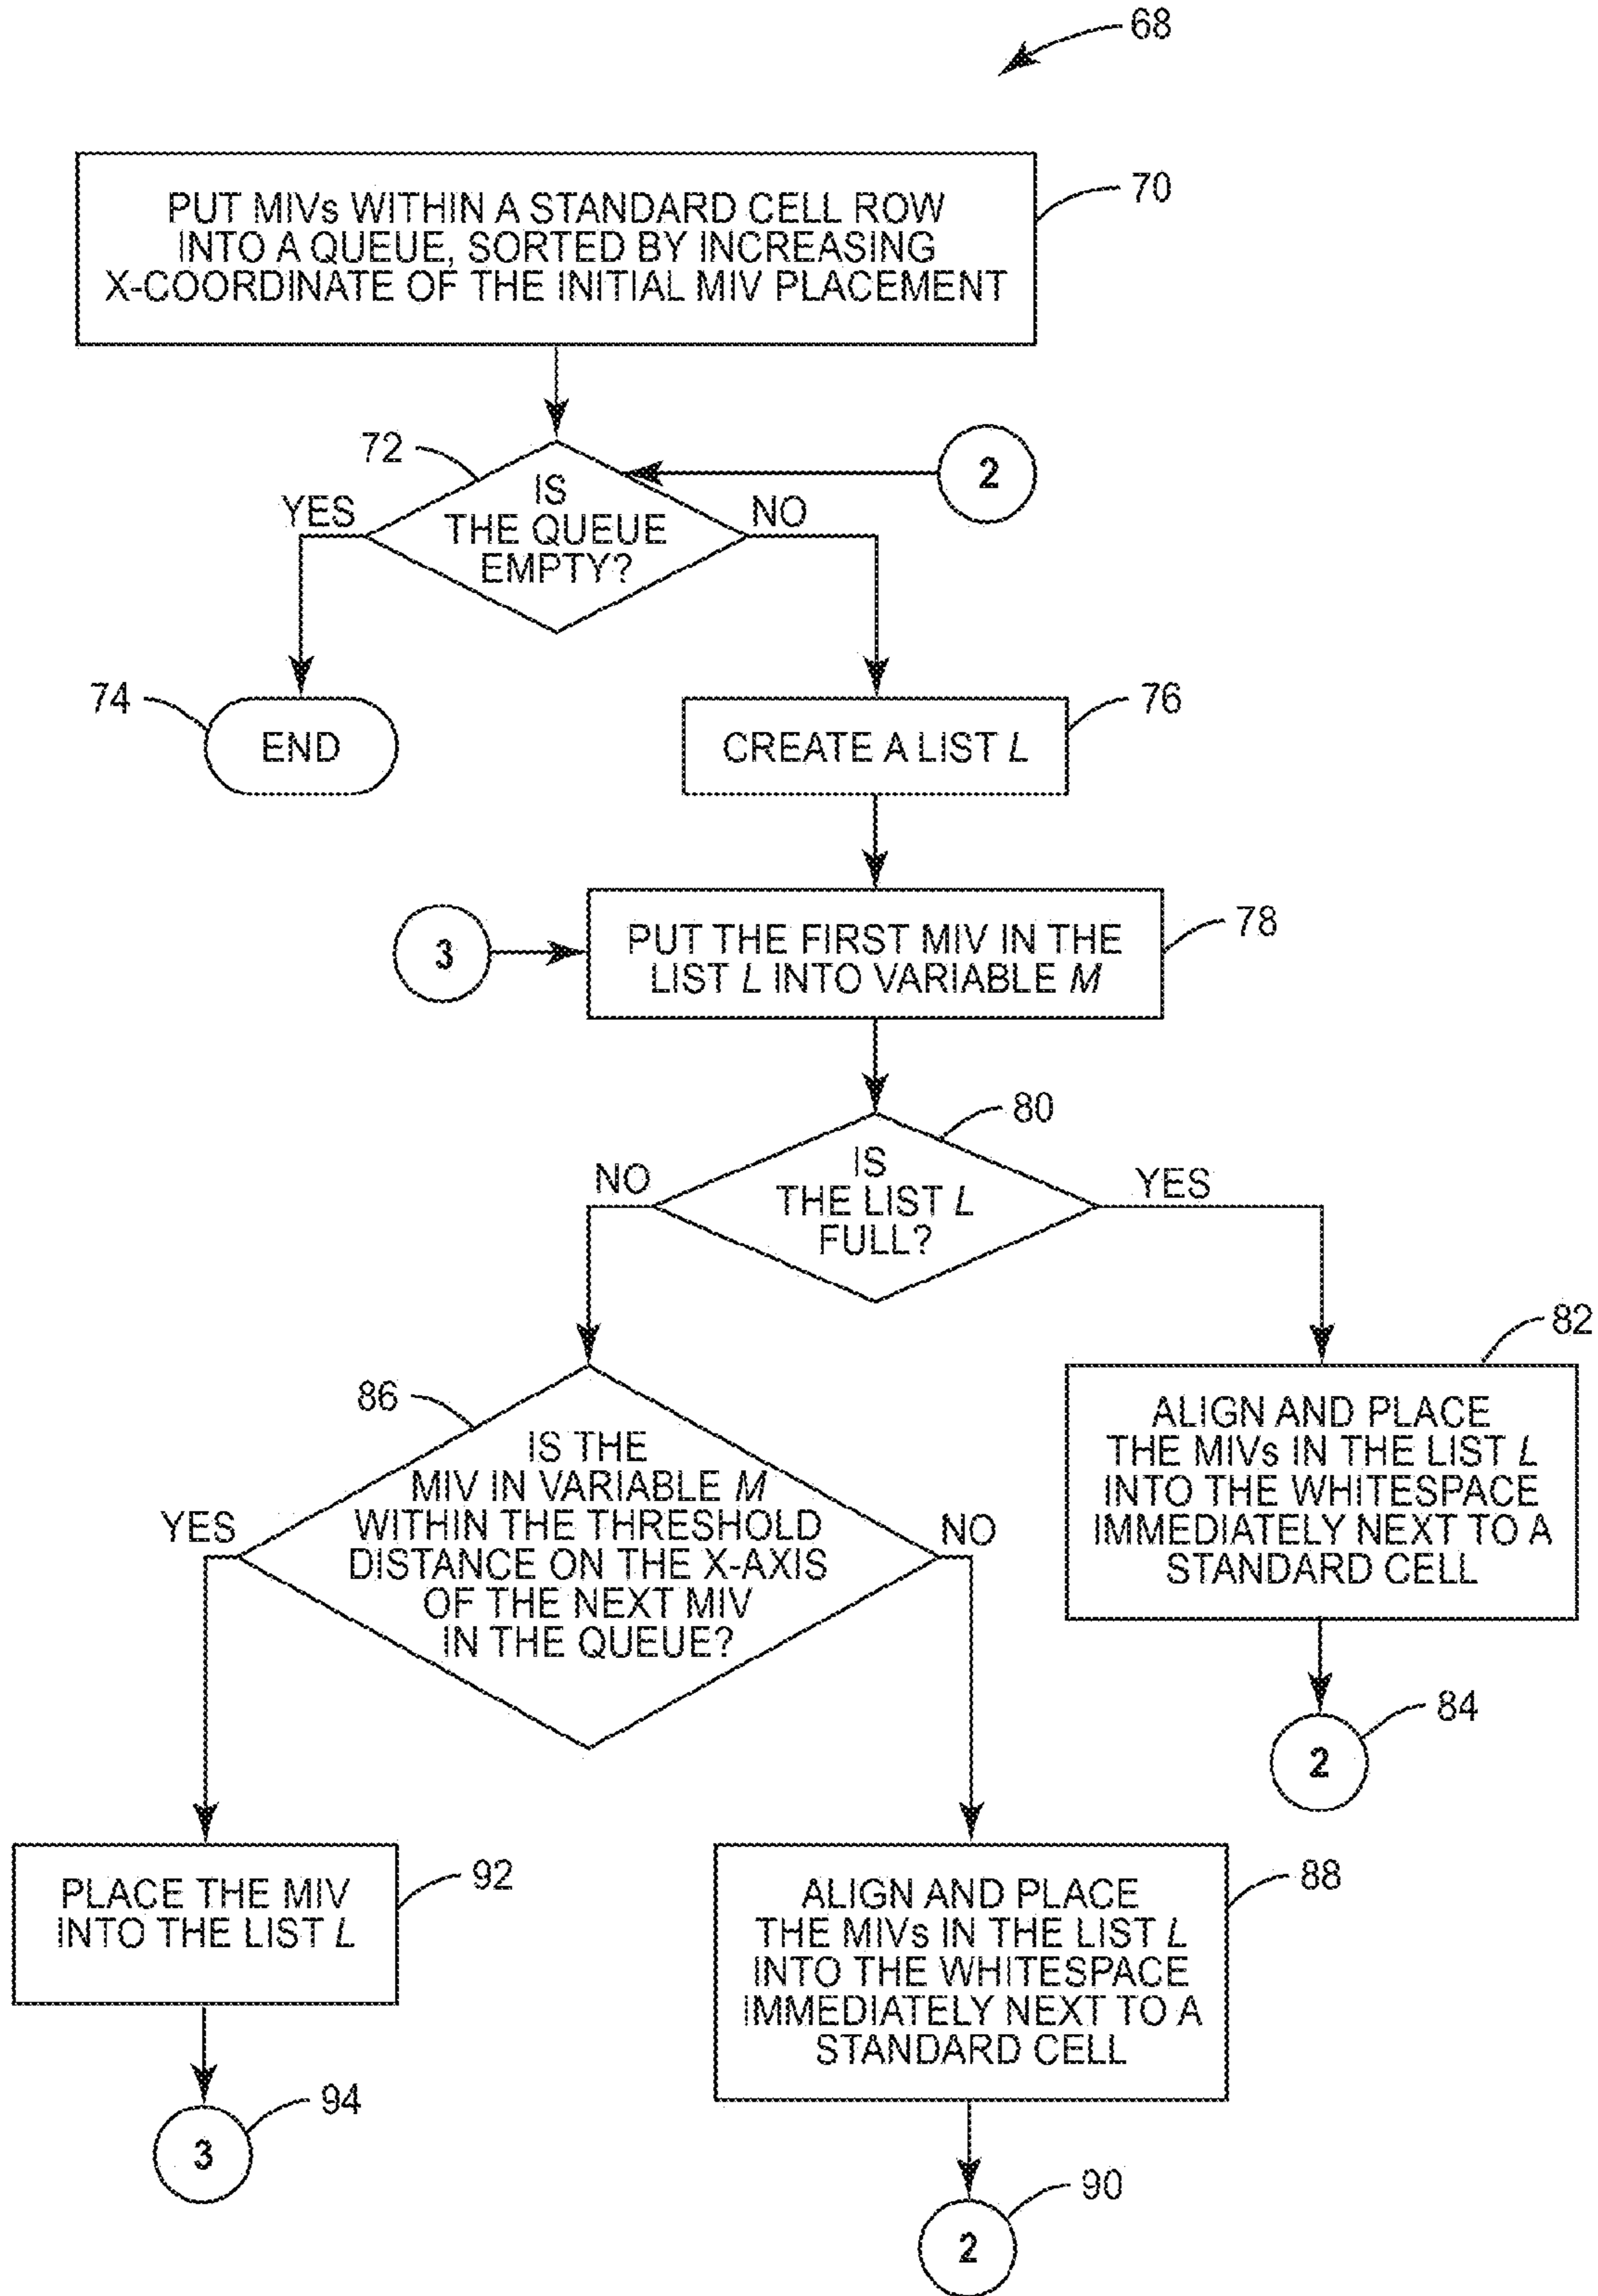 68
PUT MIVs WITHIN A STANDARD CELL ROW
INTO A QUEUE, SORTED BY INCREASING
X-COORDINATE OF THE INITIAL MIV PLACEMENT
70
72
2
YES
IS
THE QUEUE
EMPTY?
NO
74
END
CREATE A LIST L
76
3
PUT THE FIRST MIV IN THE
LIST L INTO VARIABLE M
78
80
NO
IS
THE LIST L
FULL?
YES
82
ALIGN AND PLACE
THE MIVs IN THE LIST L
INTO THE WHITESPACE
IMMEDIATELY NEXT TO A
STANDARD CELL
84
2
86
YES
IS THE
MIV IN VARIABLE M
WITHIN THE THRESHOLD
DISTANCE ON THE X-AXIS
OF THE NEXT MIV
IN THE QUEUE?
NO
PLACE THE MIV
INTO THE LIST L
92
94
3
ALIGN AND PLACE
THE MIVs IN THE LIST L
INTO THE WHITESPACE
IMMEDIATELY NEXT TO A
STANDARD CELL
88
90
2